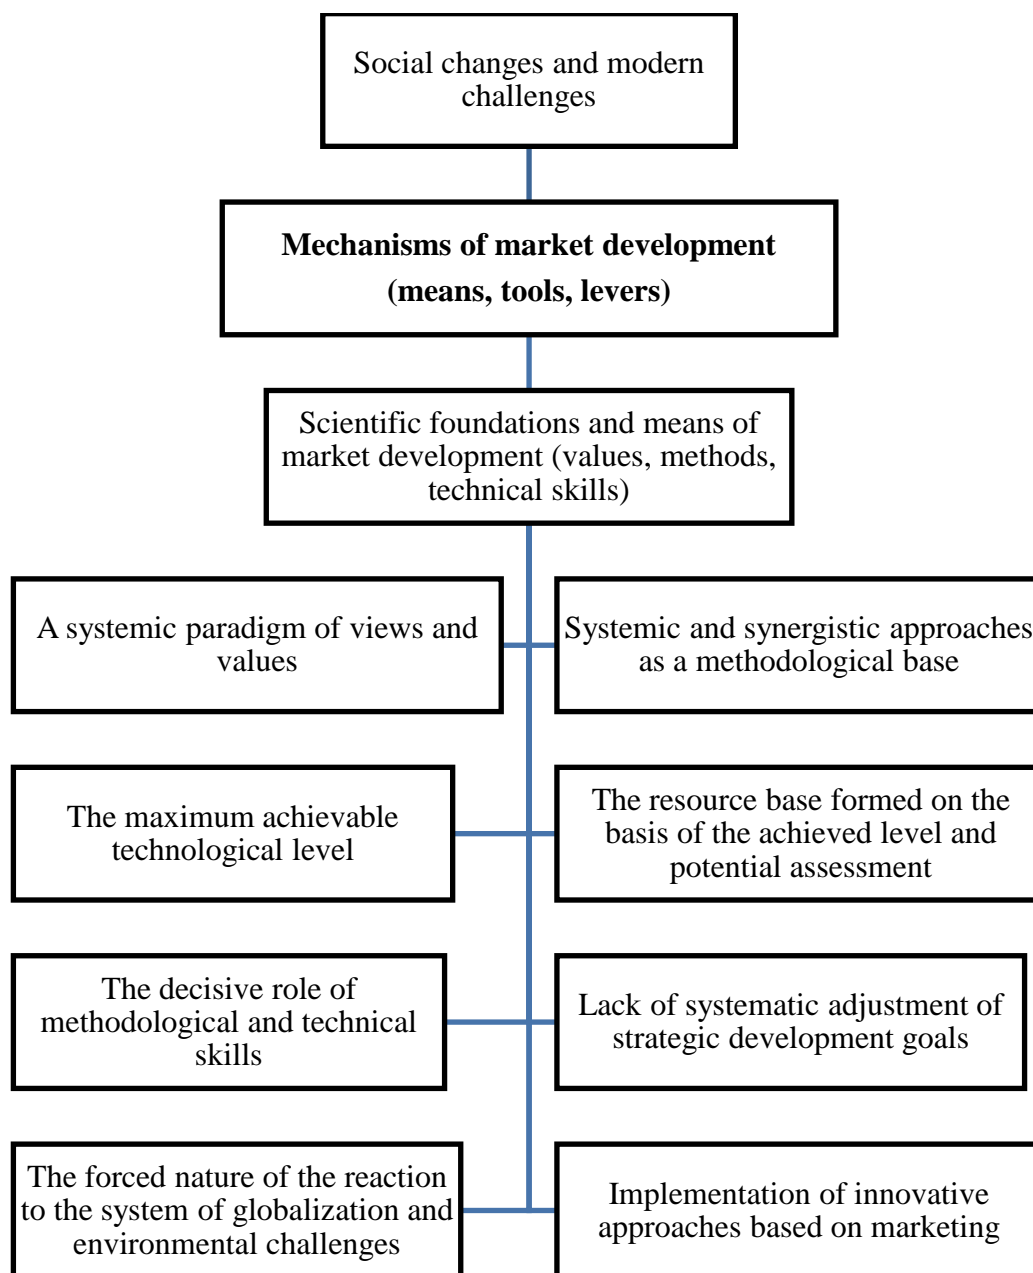 Social changes and modern
challenges
Mechanisms of market development
(means, tools, levers)
Scientific foundations and means of
market development (values, methods,
technical skills)
A systemic paradigm of views and
values
Systemic and synergistic approaches
as a methodological base
The maximum achievable
technological level
The resource base formed on the
basis of the achieved level and
potential assessment
The decisive role of
methodological and technical
skills
Lack of systematic adjustment of
strategic development goals
The forced nature of the reaction
to the system of globalization and
environmental challenges
Implementation of innovative
approaches based on marketing